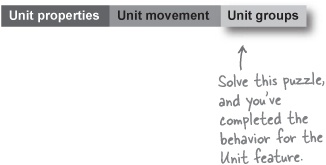 Unit properties Unit movement Unit groups
Solve this puzzle,
and you've
completed the
behavior for the
Unit feature.